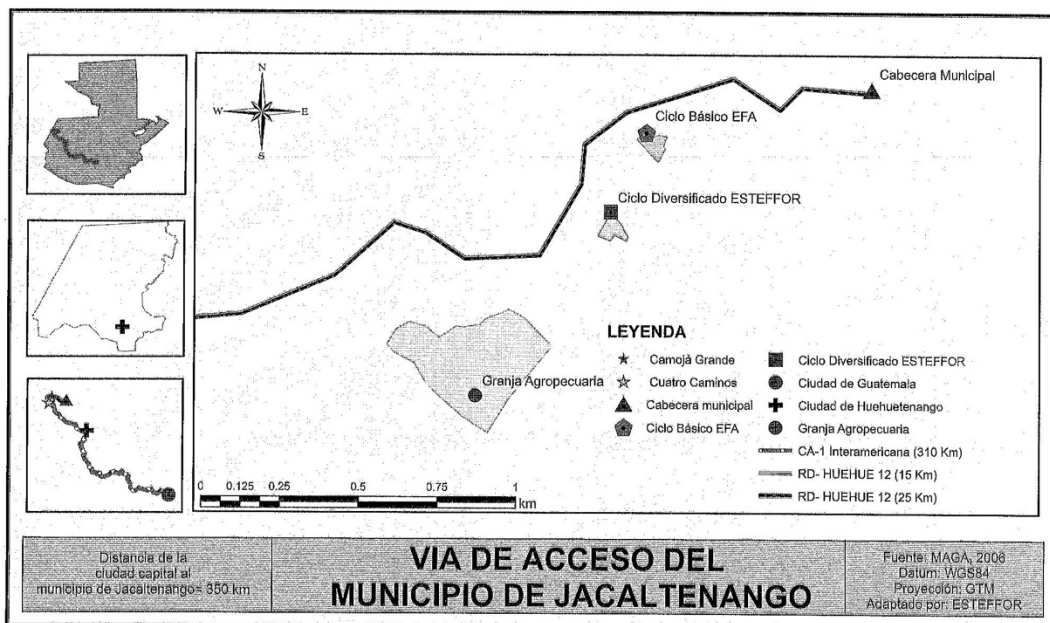 N
W E
S
Cabecera Municipal
Ciclo Básico EFA
Ciclo Diversificado ESTEFFOR
Granja Agropecuaria
LEYENDA
Camojà Grande
Cuatro Caminos
Cabecera municipal
Ciclo Básico EFA
Ciclo Diversificado ESTEFFOR
Ciudad de Guatemala
Ciudad de Huehuetenango
Granja Agropecuaria
CA-1 Interamericana (310 Km)
RD- HUEHUE 12 (15 Km)
RD- HUEHUE 12 (25 Km)
0 0.125 0.25 0.5 0.75 1
km
Distancia de la
ciudad capital al
municipio de Jacaltenango= 350 km
VIA DE ACCESO DEL
MUNICIPIO DE JACALTENANGO
Fuente: MAGA, 2006
Datum: WGS84
Proyección: GTM
Adaptado por: ESTEFFOR